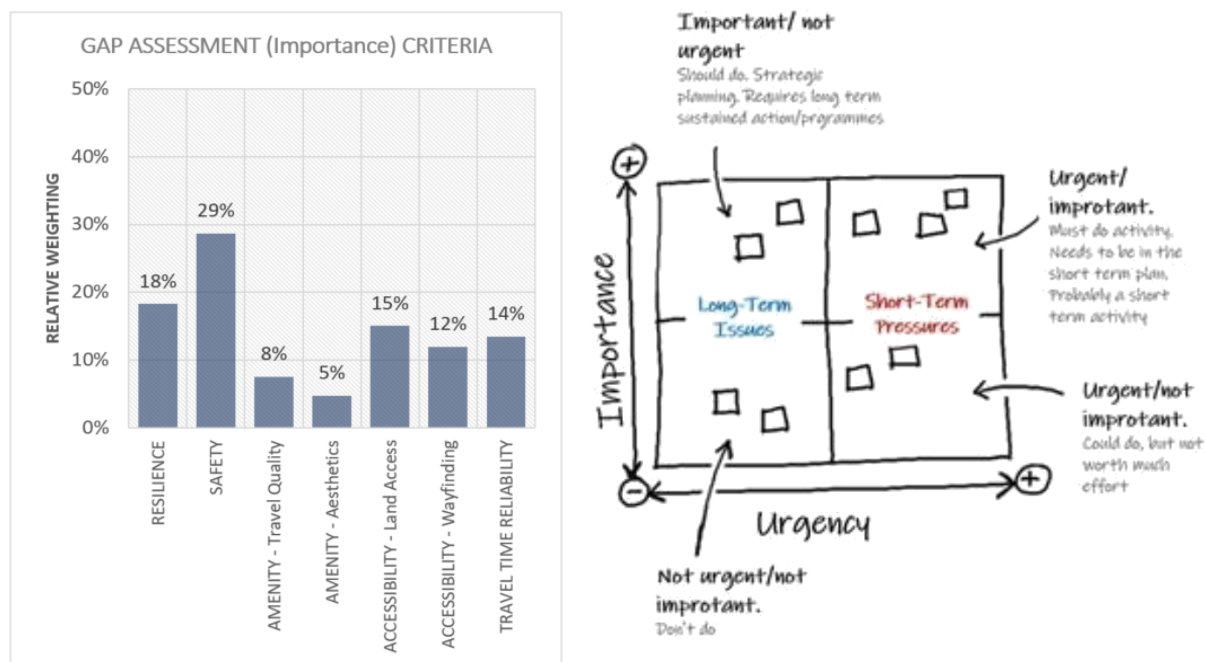 GAP ASSESSMENT (Importance) CRITERIA
RELATIVE WEIGHTING
50%
40%
30%
20%
10%
0%
18%
29%
8%
5%
15%
12%
14%
RESILIENCE
SAFETY
AMENITY - Travel Quality
AMENITY - Aesthetics
ACCESSIBILITY - Land Access
ACCESSIBILITY - Wayfinding
TRAVEL TIME RELIABILITY
Important/ not
urgent
Should do. Strategic
planning. Requires long term
sustained action/prgrammes
Urgent/
improtant.
Must do activity.
Needs to be in the
short term plan.
Probably a short
term activity
+
Importance
Long-Term
Issues
Short-Term
Pressures
Urgent/not
improtant.
Could do, but not
worth much
effort
−
+
Urgency
Not urgent/not
improtant.
Don't do